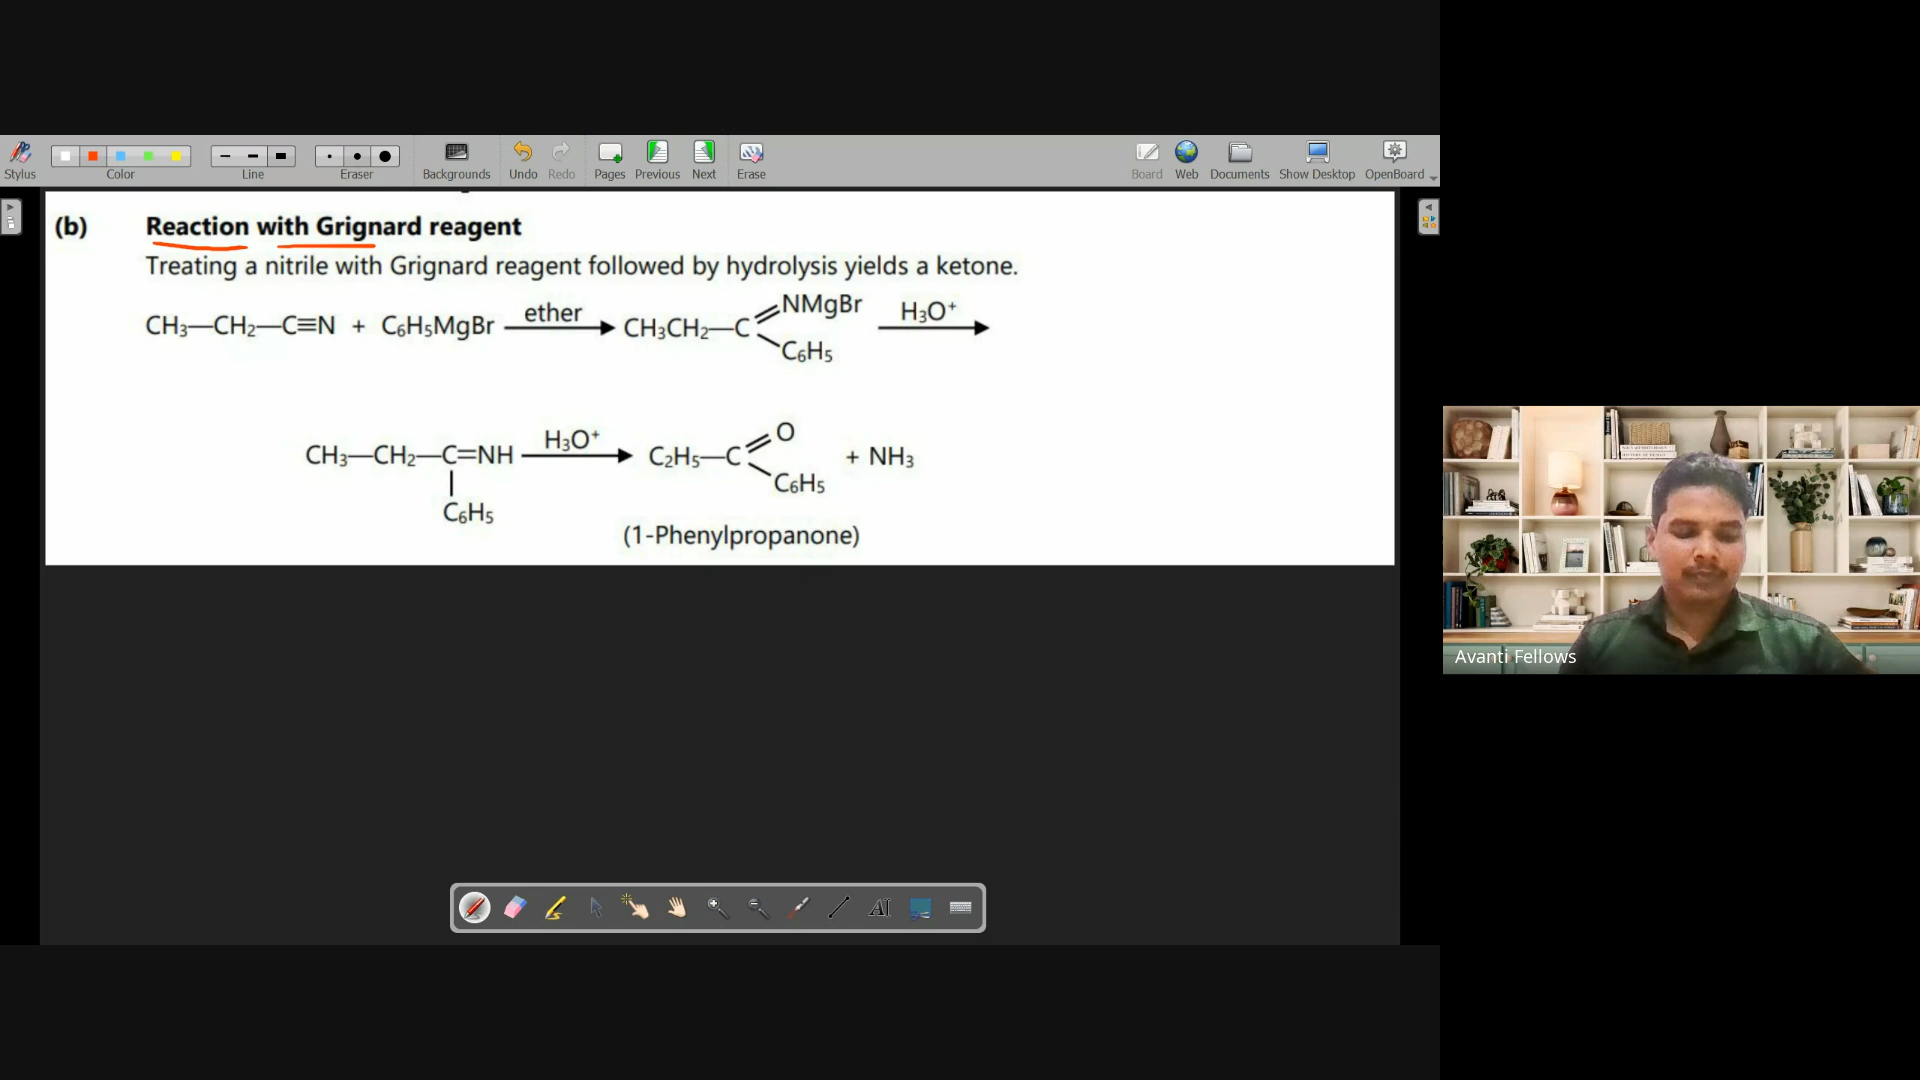 Stylus Color Line Eraser Backgrounds Undo Redo Pages Previous Next Erase Board Web Documents Show Desktop OpenBoard
(b) Reaction with Grignard reagent
Treating a nitrile with Grignard reagent followed by hydrolysis yields a ketone.
CH₃—CH₂—C≡N + C₆H₅MgBr ether CH₃CH₂—C NMgBr H₃O⁺
C₆H₅
CH₃—CH₂—C=NH H₃O⁺ C₂H₅—C O + NH₃
C₆H₅ C₆H₅
(1-Phenylpropanone)
Avanti Fellows
AI